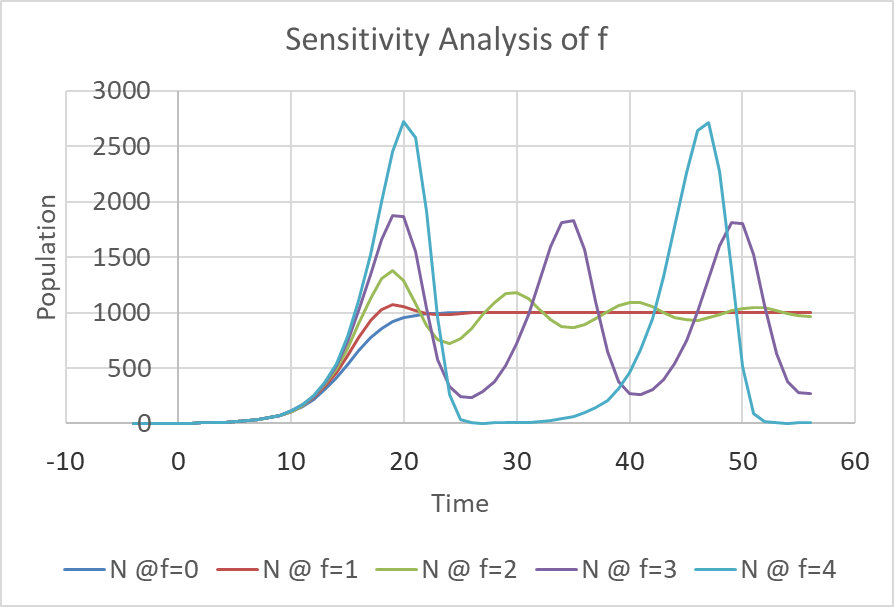 Sensitivity Analysis of f
3000
2500
2000
1500
1000
500
0
Population
-10 0 10 20 30 40 50 60
Time
N @f=0 N @ f=1 N @ f=2 N @ f=3 N @ f=4